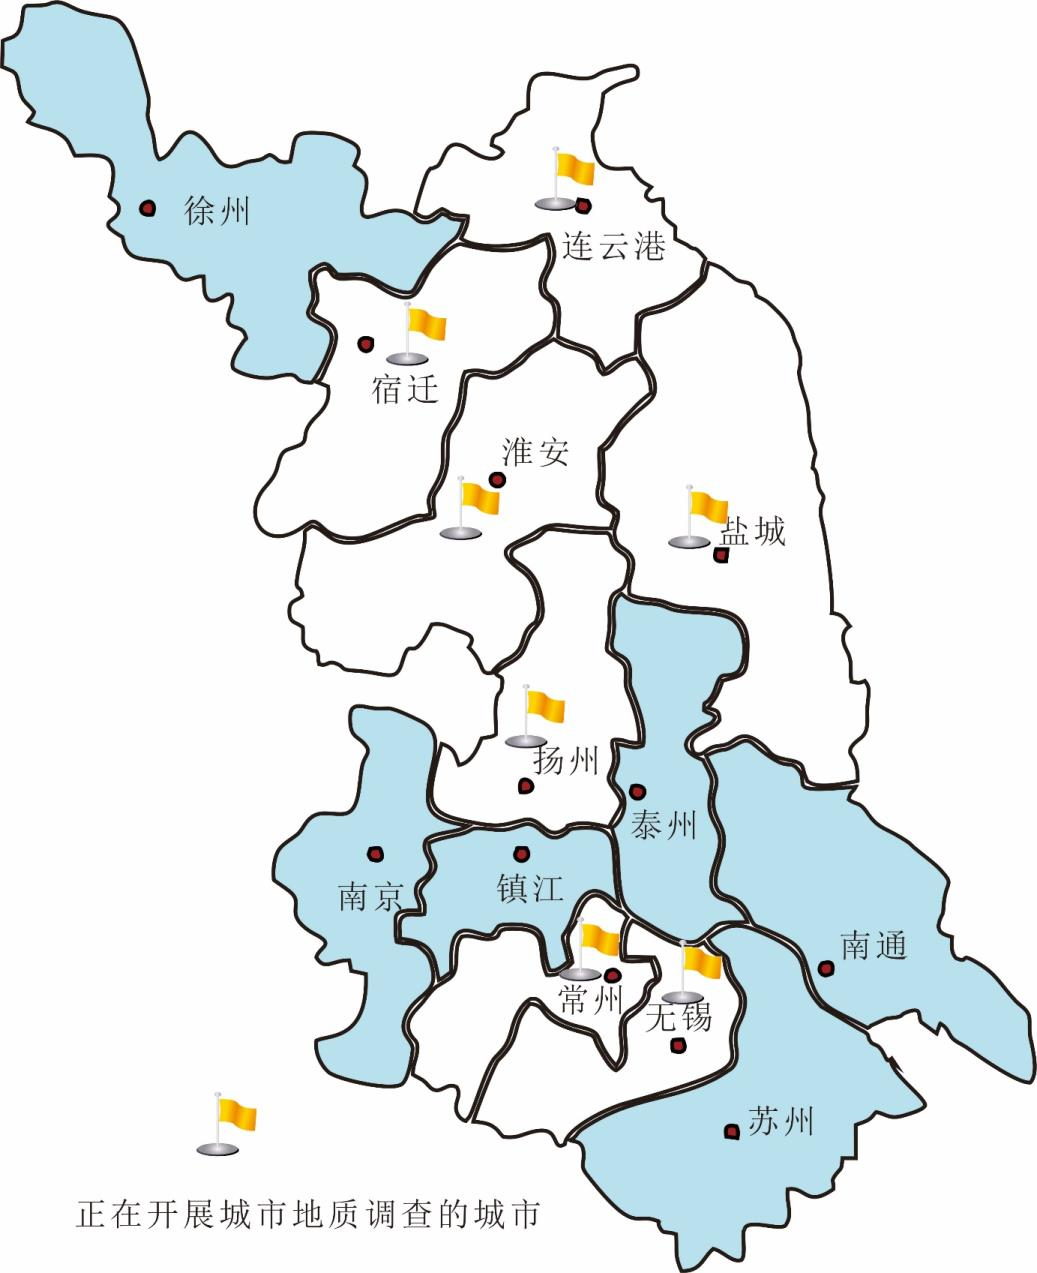 徐州
连云港
宿迁
淮安
盐城
扬州
泰州
南京
镇江
南通
常州
无锡
苏州
正在开展城市地质调查的城市